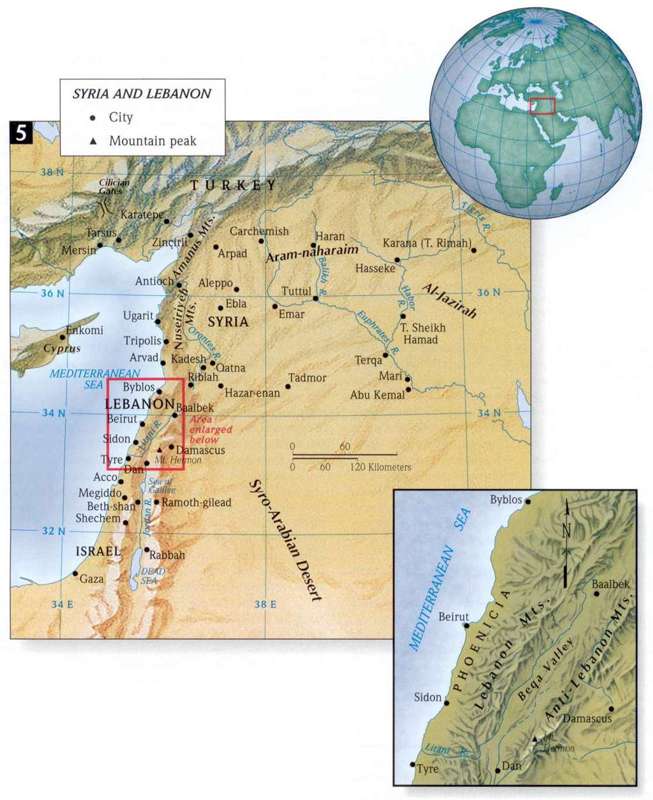 SYRIA AND LEBANON
City
Mountain peak
5
38 N
TURKEY
Cilician
Gates
Karatepe
Tarsus
Mersin
Zinçirli
Amanus Mts.
Carchemish
Arpad
Haran
Aram-naharaim
Balikh R.
Karana (T. Rimah)
Tigris R.
Hasseke
Antioch
Aleppo
Tuttul
Habor R.
Al-Jazirah
36 N
36 N
Ebla
Emar
Nuseiriyeh
Mts.
Ugarit
SYRIA
Euphrates R.
T. Sheikh
Hamad
Enkomi
Cyprus
Tripolis
Orontes R.
Arvad
Kadesh
Qatna
Terqa
MEDITERRANEAN
SEA
Riblah
Hazar-enan
Tadmor
Mari
Abu Kemal
Byblos
LEBANON
Baalbek
34 N
34 N
Beirut
Litani R.
Area
enlarged
below
Sidon
Damascus
Mt. Hermon
0 60
0 60 120 Kilometers
Tyre
Dan
Acco
Sea of
Galilee
Megiddo
Beth-shan
Ramoth-gilead
Shechem
Jordan R.
Syro-Arabian Desert
32 N
32 N
ISRAEL
Rabbah
DEAD
SEA
Gaza
34 E
38 E
Byblos
N
MEDITERRANEAN SEA
Baalbek
Beirut
PHOENICIA
Lebanon Mts.
Beqa Valley
Anti-Lebanon Mts.
Sidon
Damascus
Litani R.
Mt.
Hermon
Tyre
Dan